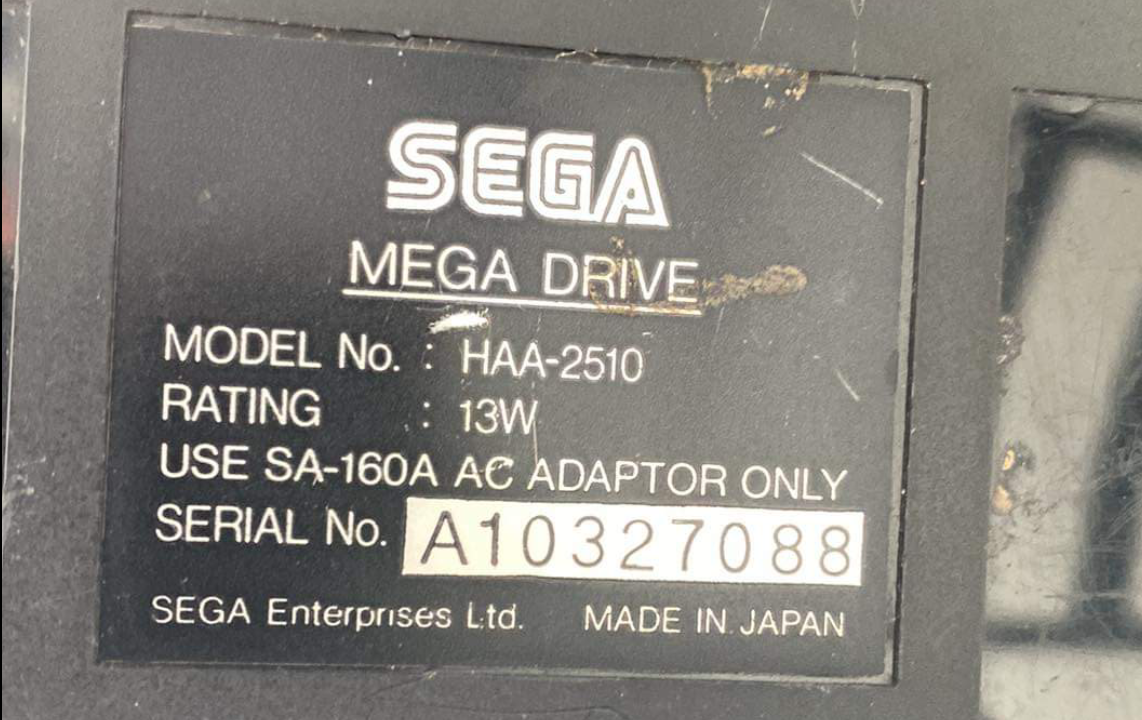 SEGA
MEGA DRIVE
MODEL No. : HAA-2510
RATING : 13W
USE SA-160A AC ADAPTOR ONLY
SERIAL No. A10327088
SEGA Enterprises Ltd. MADE IN JAPAN